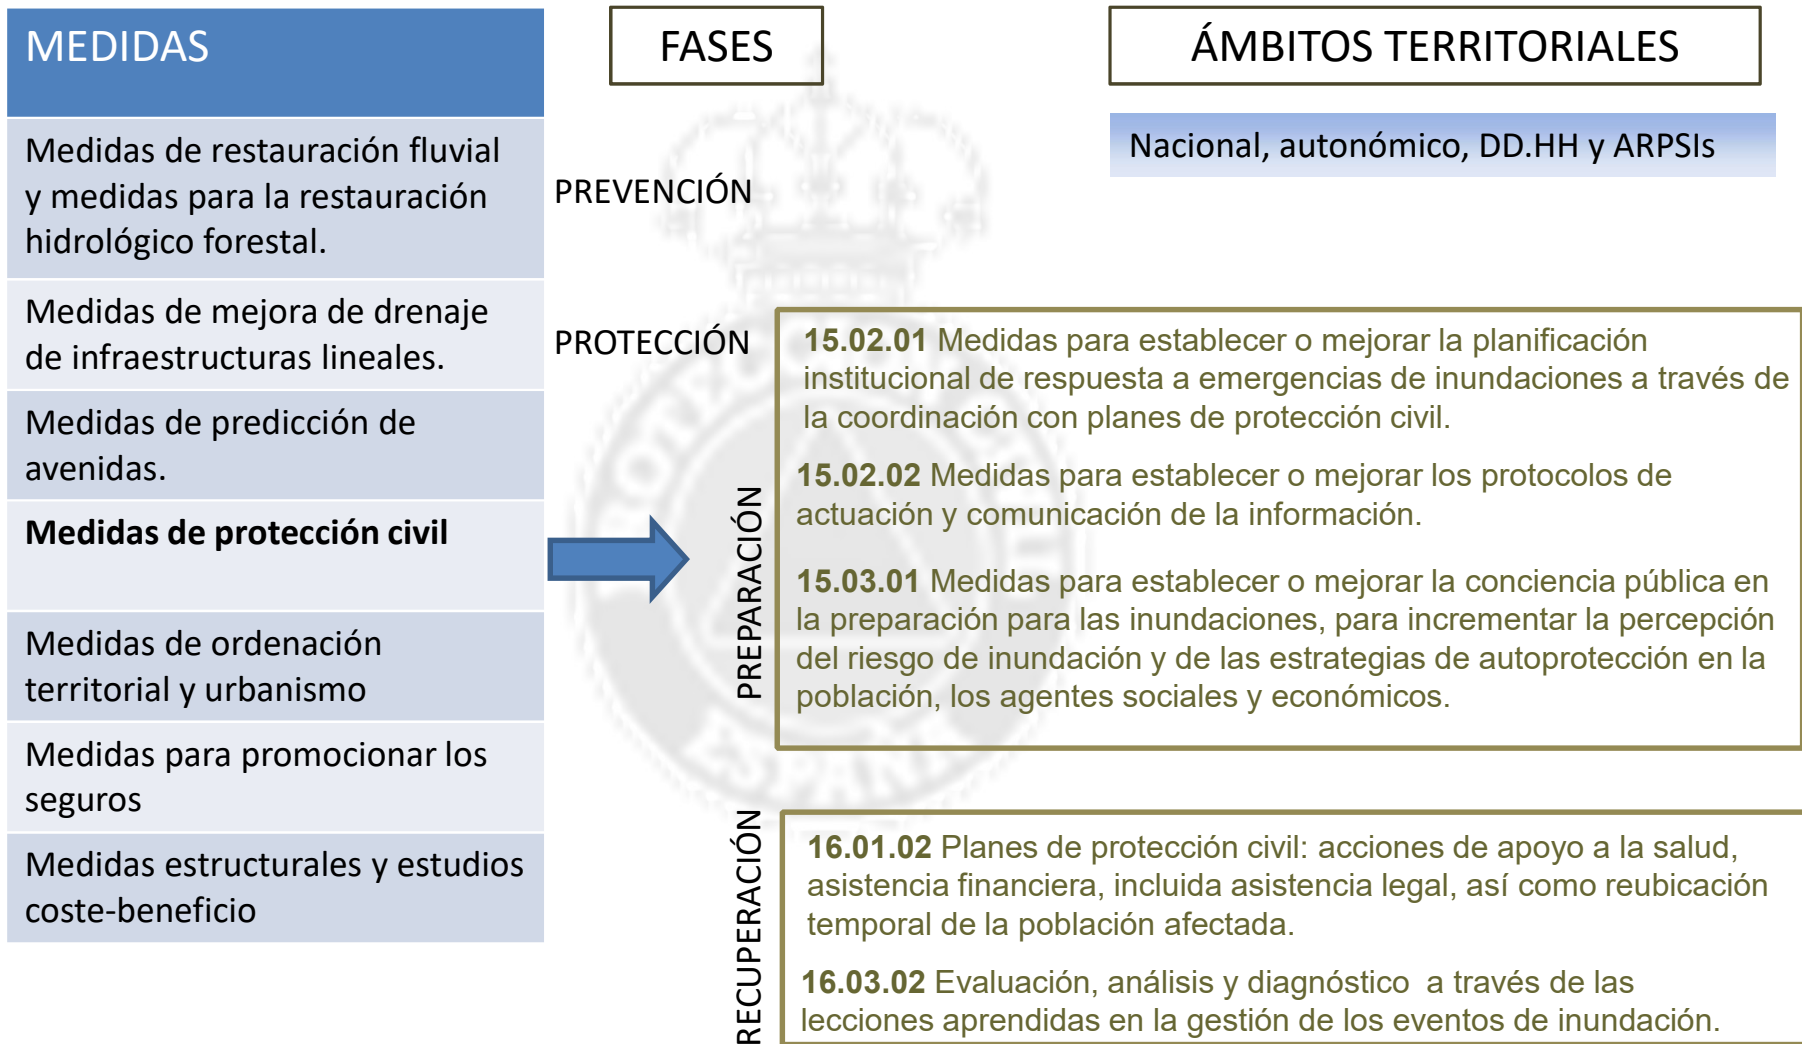 MEDIDAS
Medidas de restauración fluvial
y medidas para la restauración
hidrológico forestal.
Medidas de mejora de drenaje
de infraestructuras lineales.
Medidas de predicción de
avenidas.
Medidas de protección civil
Medidas de ordenación
territorial y urbanismo
Medidas para promocionar los
seguros
Medidas estructurales y estudios
coste-beneficio
FASES
PREVENCIÓN
PROTECCIÓN
PREPARACIÓN
RECUPERACIÓN
ÁMBITOS TERRITORIALES
Nacional, autonómico, DD.HH y ARPSIs
15.02.01 Medidas para establecer o mejorar la planificación
institucional de respuesta a emergencias de inundaciones a través de
la coordinación con planes de protección civil.
15.02.02 Medidas para establecer o mejorar los protocolos de
actuación y comunicación de la información.
15.03.01 Medidas para establecer o mejorar la conciencia pública en
la preparación para las inundaciones, para incrementar la percepción
del riesgo de inundación y de las estrategias de autoprotección en la
población, los agentes sociales y económicos.
16.01.02 Planes de protección civil: acciones de apoyo a la salud,
asistencia financiera, incluida asistencia legal, así como reubicación
temporal de la población afectada.
16.03.02 Evaluación, análisis y diagnóstico a través de las
lecciones aprendidas en la gestión de los eventos de inundación.
PROTECCIÓN CIVIL
ESPAÑA